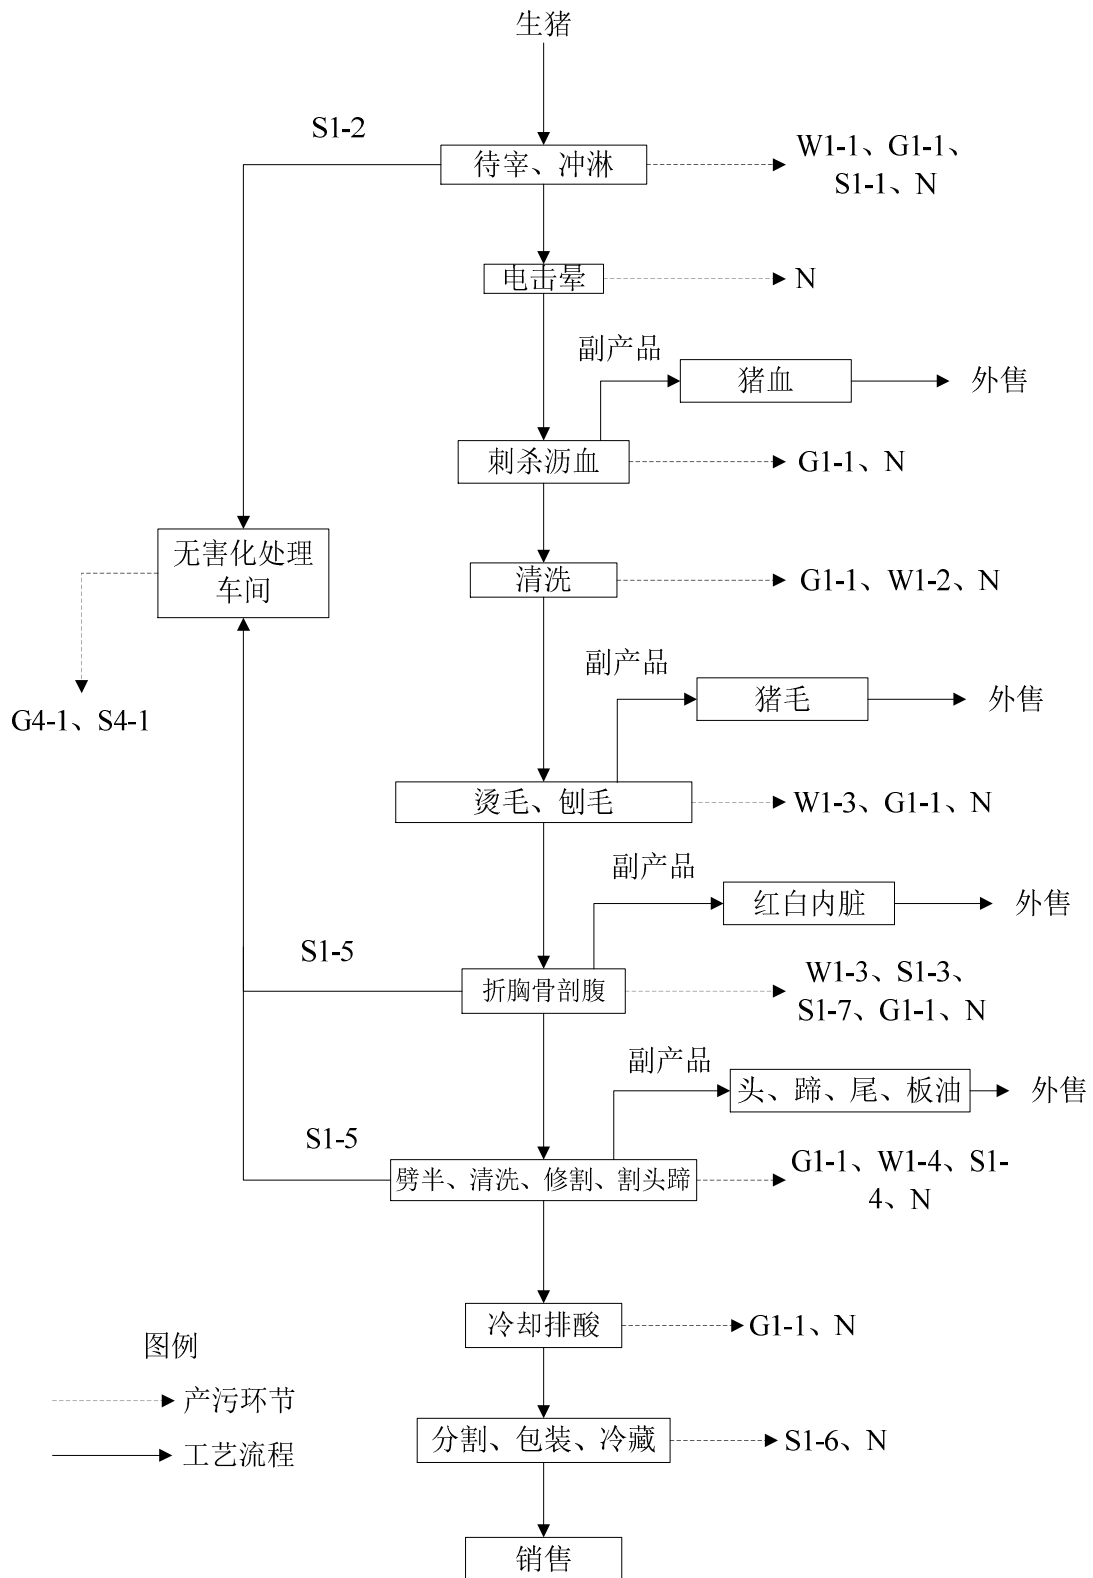 生猪
S1-2
待宰、冲淋
W1-1、G1-1、
S1-1、N
电击晕
N
副产品
猪血
外售
刺杀沥血
G1-1、N
无害化处理
车间
清洗
G1-1、W1-2、N
副产品
猪毛
外售
G4-1、S4-1
烫毛、刨毛
W1-3、G1-1、N
副产品
红白内脏
外售
S1-5
折胸骨剖腹
W1-3、S1-3、
S1-7、G1-1、N
副产品
头、蹄、尾、板油
外售
S1-5
劈半、清洗、修割、割头蹄
G1-1、W1-4、S1-
4、N
冷却排酸
G1-1、N
图例
产污环节
分割、包装、冷藏
S1-6、N
工艺流程
销售